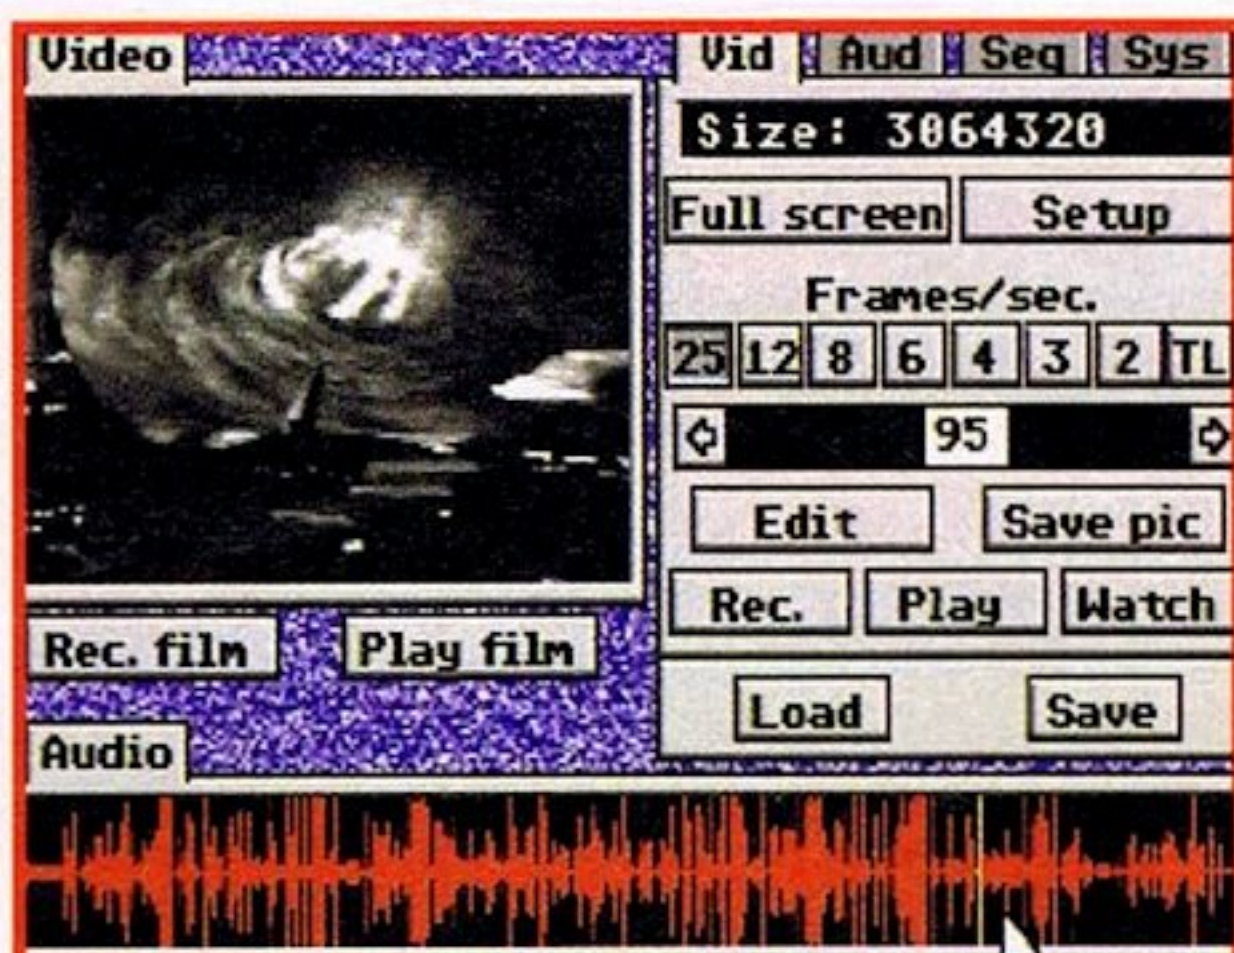 Video
Vid Aud Seq Sys
Size: 3064320
Full screen Setup
Frames/sec.
25 12 8 6 4 3 2 TL
95
Edit Save pic
Rec. Play Watch
Rec. film Play film
Load Save
Audio